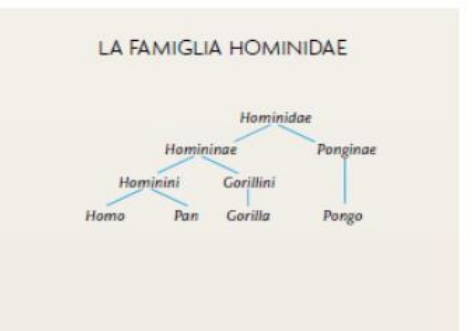 LA FAMIGLIA HOMINIDAE
Hominidae
Homininae Ponginae
Hominini Gorillini
Homo Pan Gorilla Pongo